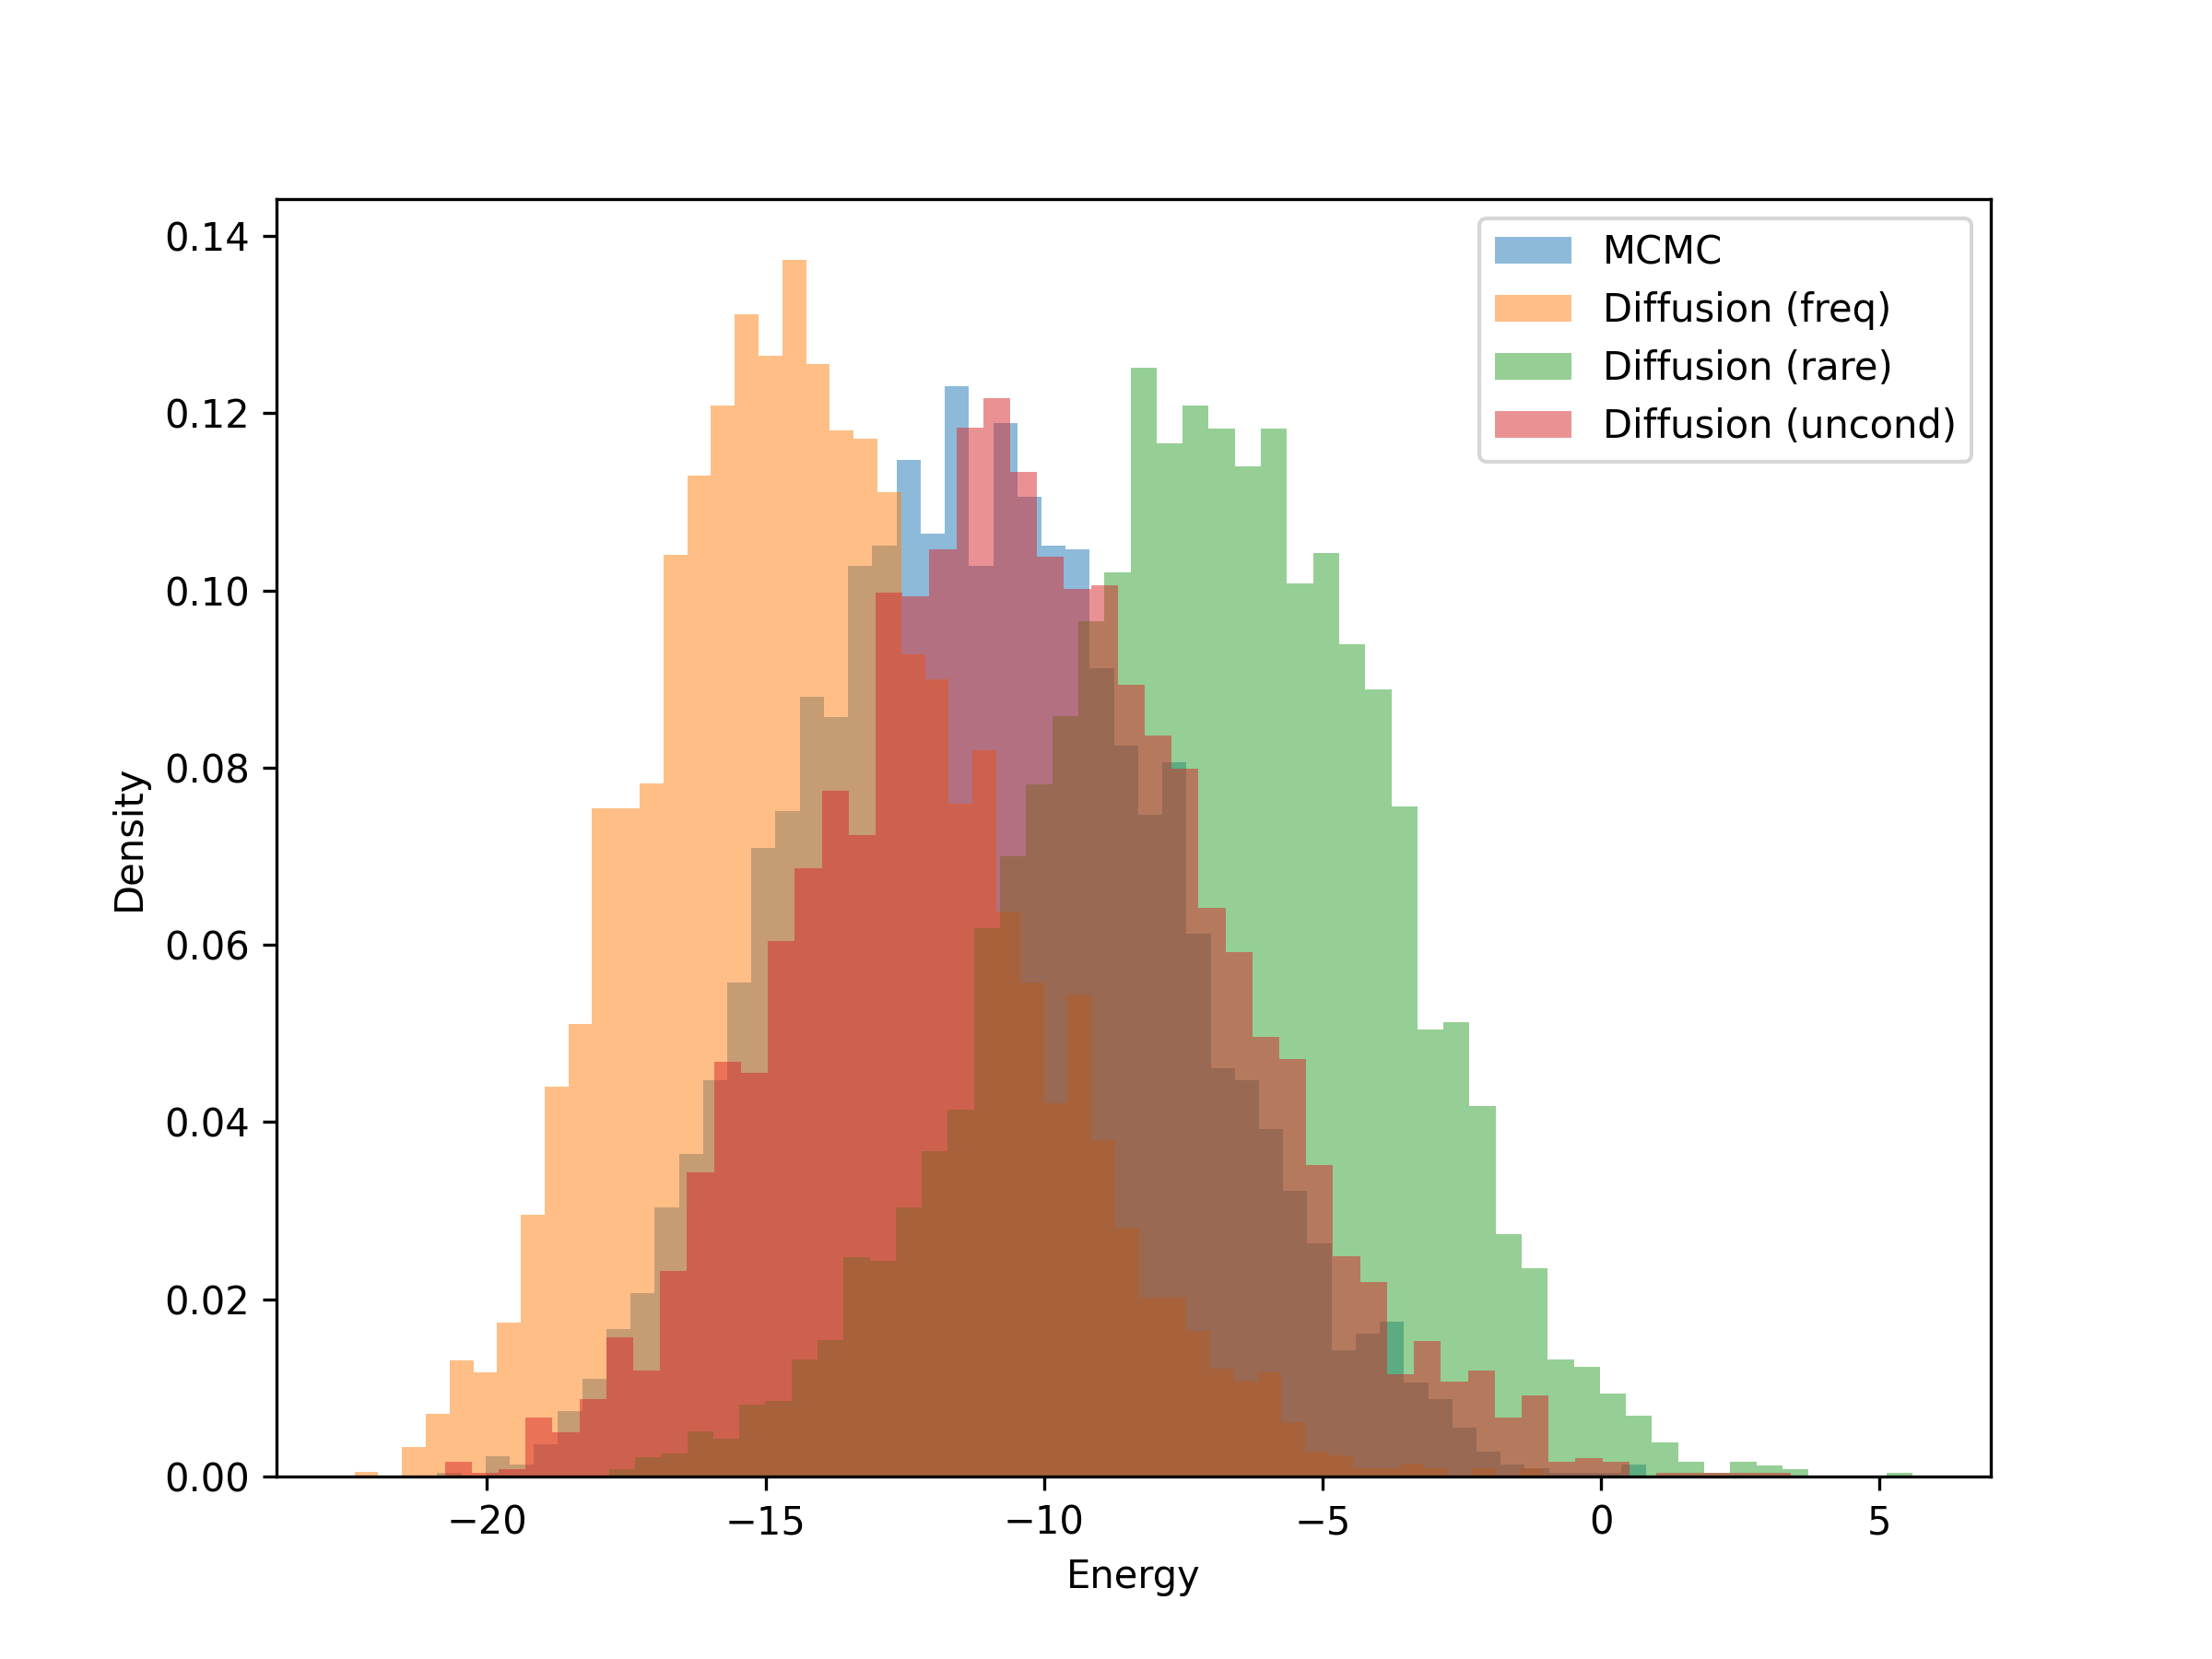 MCMC
Diffusion (freq)
Diffusion (rare)
Diffusion (uncond)
0.14
0.12
0.10
0.08
0.06
0.04
0.02
0.00
Density
−20 −15 −10 −5 0 5
Energy